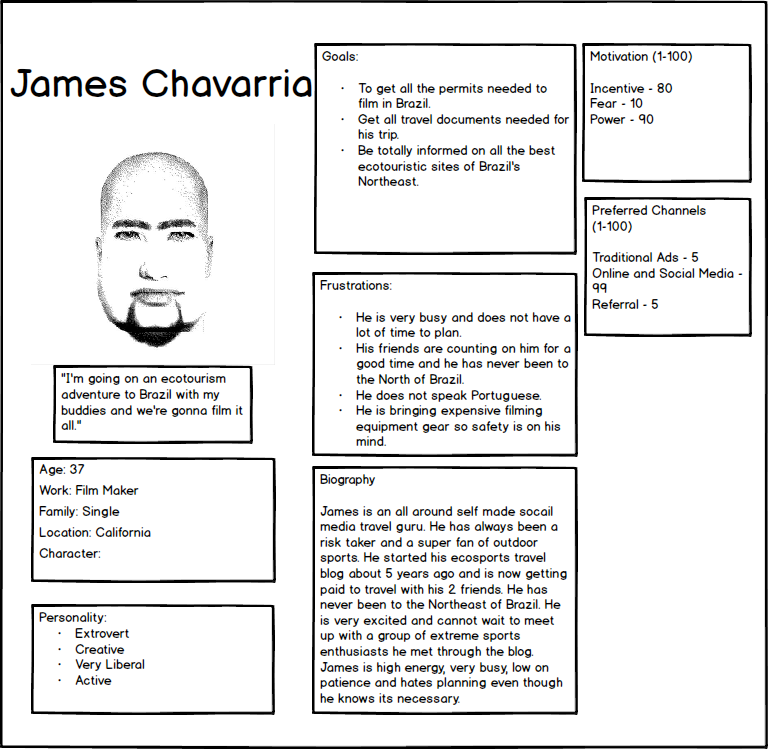 James Chavarria
"I'm going on an ecotourism
adventure to Brazil with my
buddies and we're gonna film it
all."
Age: 37
Work: Film Maker
Family: Single
Location: California
Character:
Personality:
· Extrovert
· Creative
· Very Liberal
· Active
Goals:
· To get all the permits needed to
film in Brazil.
· Get all travel documents needed for
his trip.
· Be totally informed on all the best
ecotouristic sites of Brazil's
Northeast.
Frustrations:
· He is very busy and does not have a
lot of time to plan.
· His friends are counting on him for a
good time and he has never been to
the North of Brazil.
· He does not speak Portuguese.
· He is bringing expensive filming
equipment gear so safety is on his
mind.
Biography
James is an all around self made socail
media travel guru. He has always been a
risk taker and a super fan of outdoor
sports. He started his ecosports travel
blog about 5 years ago and is now getting
paid to travel with his 2 friends. He has
never been to the Northeast of Brazil. He
is very excited and cannot wait to meet
up with a group of extreme sports
enthusiasts he met through the blog.
James is high energy, very busy, low on
patience and hates planning even though
he knows its necessary.
Motivation (1-100)
Incentive - 80
Fear - 10
Power - 90
Preferred Channels
(1-100)
Traditional Ads - 5
Online and Social Media -
99
Referral - 5